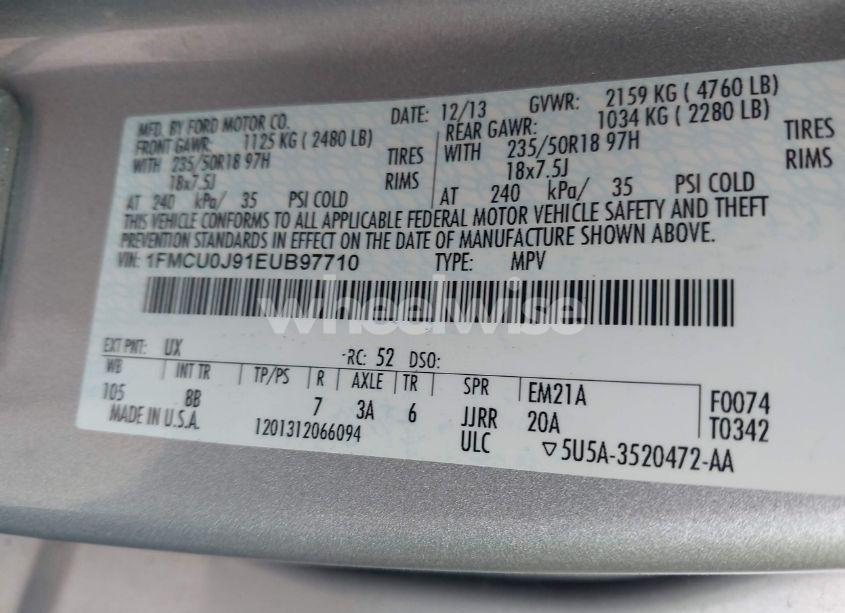 MFD. BY FORD MOTOR CO. DATE: 12/13 GVWR: 2159 KG ( 4760 LB)
FRONT GAWR: 1125 KG ( 2480 LB) REAR GAWR: 1034 KG ( 2280 LB)
WITH 235/50R18 97H TIRES WITH 235/50R18 97H TIRES
18x7.5J RIMS 18x7.5J RIMS
AT 240 kPa/ 35 PSI COLD AT 240 kPa/ 35 PSI COLD
THIS VEHICLE CONFORMS TO ALL APPLICABLE FEDERAL MOTOR VEHICLE SAFETY AND THEFT
PREVENTION STANDARDS IN EFFECT ON THE DATE OF MANUFACTURE SHOWN ABOVE.
VIN: 1FMCU0J91EUB97710 TYPE: MPV
wheelwise
EXT PNT: UX RC: 52 DSO:
WB INT TR TP/PS R AXLE TR SPR EM21A F0074
105 8B 7 3A 6 JJRR 20A T0342
MADE IN U.S.A. 1201312066094 ULC ▽5U5A-3520472-AA